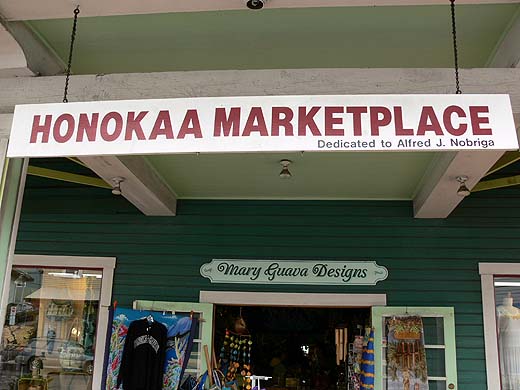 HONOKAA MARKETPLACE
Dedicated to Alfred J. Nobriga
Mary Guava Designs